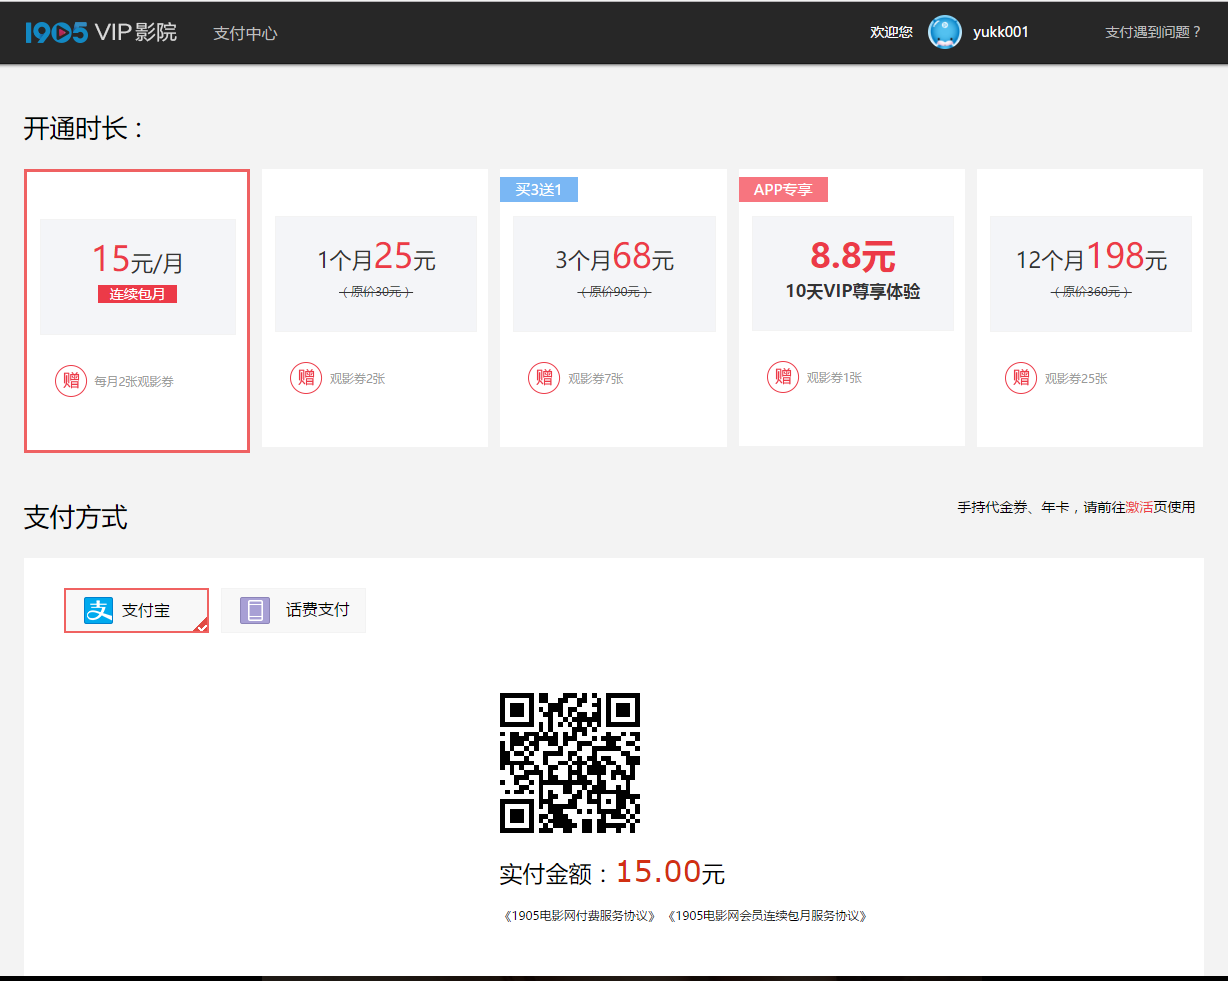 1905 VIP影院 支付中心 欢迎您 yukk001 支付遇到问题？
开通时长：
15元/月
连续包月
赠 每月2张观影券
1个月25元
（原价30元）
赠 观影券2张
买3送1
3个月68元
（原价90元）
赠 观影券7张
APP专享
8.8元
10天VIP尊享体验
赠 观影券1张
12个月198元
（原价360元）
赠 观影券25张
支付方式
手持代金券、年卡，请前往激活页使用
支 支付宝 话费支付
实付金额：15.00元
《1905电影网付费服务协议》 《1905电影网会员连续包月服务协议》